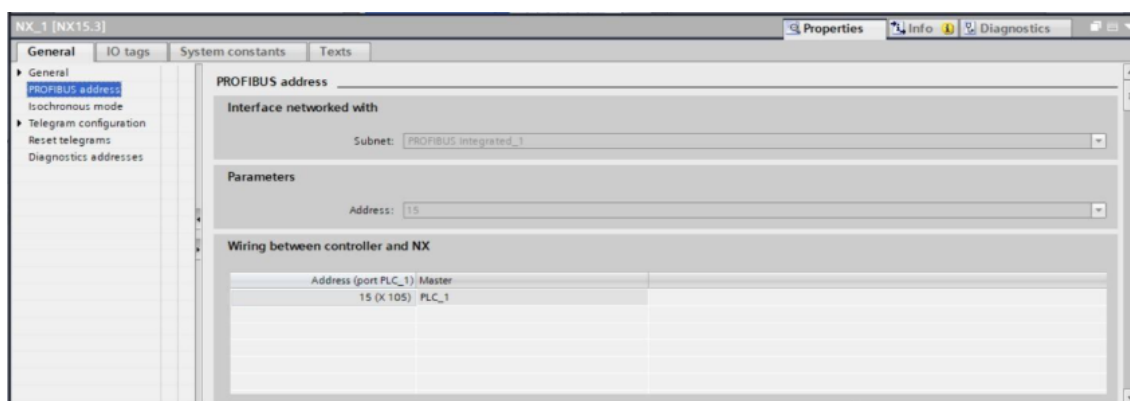 NX_1 [NX15.3]
Properties Info Diagnostics
General IO tags System constants Texts
General
PROFIBUS address
Isochronous mode
Telegram configuration
Reset telegrams
Diagnostics addresses
PROFIBUS address
Interface networked with
Subnet: PROFIBUS Integrated_1
Parameters
Address: 15
Wiring between controller and NX
Address (port PLC_1) Master
15 (X 105) PLC_1